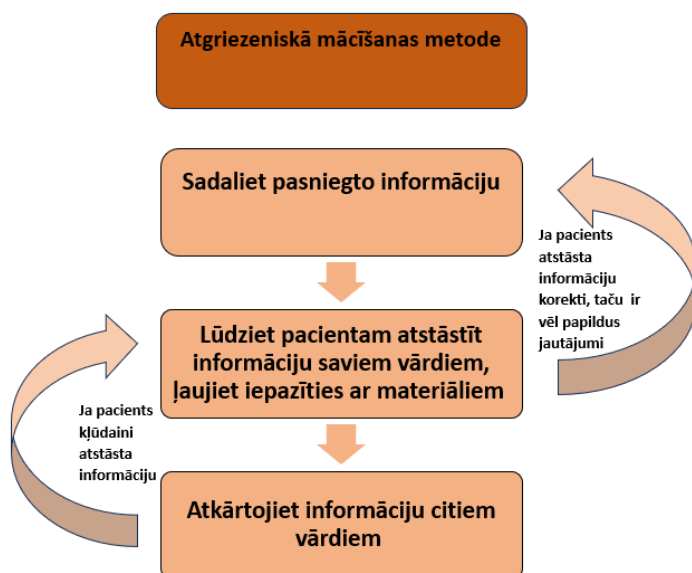 Atgriezeniskā mācīšanas metode
Sadaliet pasniegto informāciju
Ja pacients
atstāsta
informāciju
korekti, taču ir
vēl papildus
jautājumi
Lūdziet pacientam atstāstīt
informāciju saviem vārdiem,
ļaujiet iepazīties ar materiāliem
Ja pacients
kļūdaini
atstāsta
informāciju
Atkārtojiet informāciju citiem
vārdiem